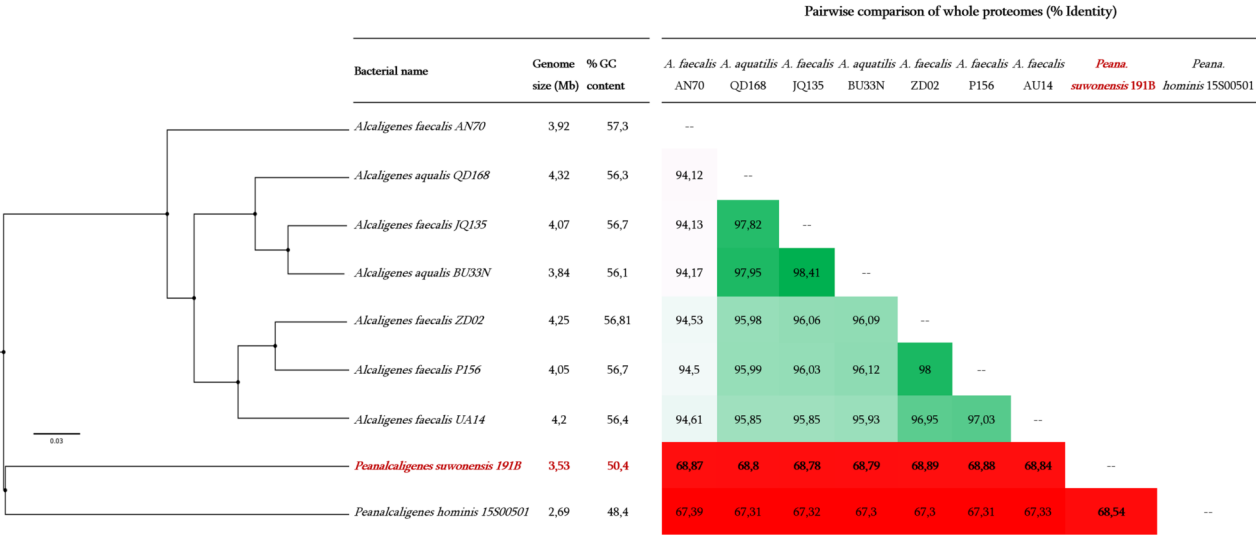 Pairwise comparison of whole proteomes (% Identity)
Bacterial name
Genome size (Mb)
% GC content
A. faecalis AN70
A. aquatilis QD168
A. faecalis JQ135
A. aquatilis BU33N
A. faecalis ZD02
A. faecalis P156
A. faecalis AU14
Peana. suwonensis 191B
Peana. hominis 15S00501
Alcaligenes faecalis AN70 3,92 57,3 --
Alcaligenes aqualis QD168 4,32 56,3 94,12 --
Alcaligenes faecalis JQ135 4,07 56,7 94,13 97,82 --
Alcaligenes aqualis BU33N 3,84 56,1 94,17 97,95 98,41 --
Alcaligenes faecalis ZD02 4,25 56,81 94,53 95,98 96,06 96,09 --
Alcaligenes faecalis P156 4,05 56,7 94,5 95,99 96,03 96,12 98 --
Alcaligenes faecalis UA14 4,2 56,4 94,61 95,85 95,85 95,93 96,95 97,03 --
0.03
Peanalcaligenes suwonensis 191B 3,53 50,4 68,87 68,8 68,78 68,79 68,89 68,88 68,84 --
Peanalcaligenes hominis 15S00501 2,69 48,4 67,39 67,31 67,32 67,3 67,3 67,31 67,33 68,54 --